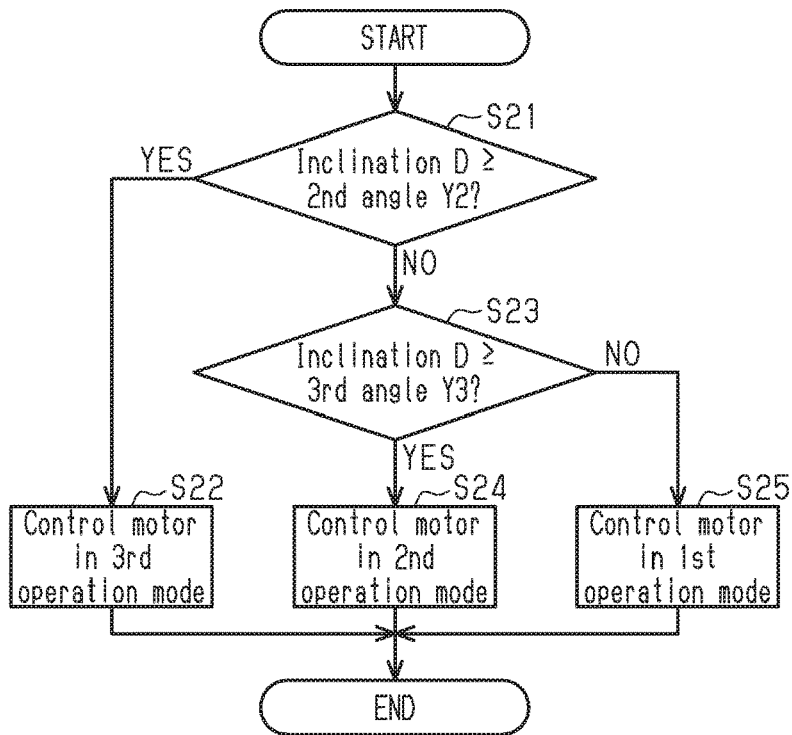 START
S21
YES
Inclination D ≥
2nd angle Y2?
NO
S23
Inclination D ≥
3rd angle Y3?
NO
YES
S22
Control motor
in 3rd
operation mode
S24
Control motor
in 2nd
operation mode
S25
Control motor
in 1st
operation mode
END